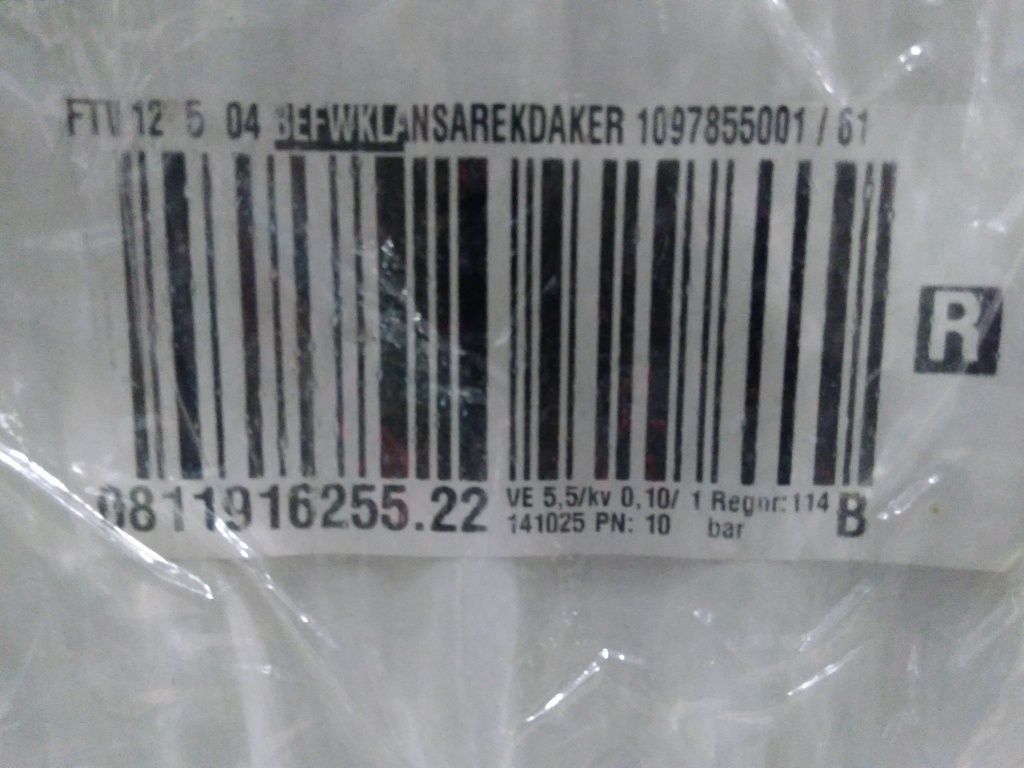 12 5 04 BEFWKLANSAREKDAKER 1097855001 / 61
R
0811916255.22
VE 5,5/kv 0,10/ 1 Regnr: 114 B
141025 PN: 10 bar